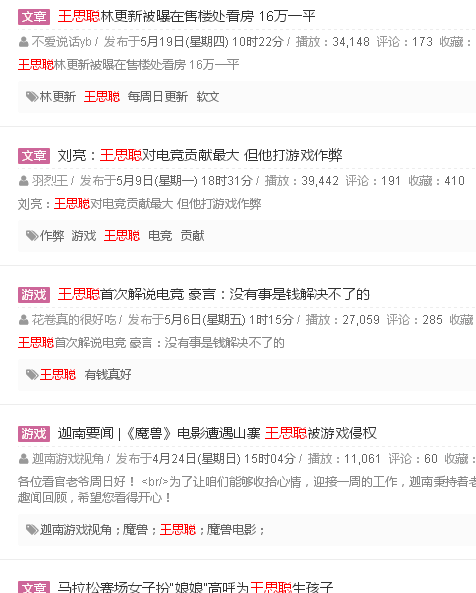 文章 王思聪林更新被曝在售楼处看房 16万一平
不爱说话yb / 发布于5月19日(星期四) 10时22分 / 播放：34,148 评论：173 收藏：
王思聪林更新被曝在售楼处看房 16万一平
林更新 王思聪 每周日更新 软文
文章 刘亮：王思聪对电竞贡献最大 但他打游戏作弊
羽烈王 / 发布于5月9日(星期一) 18时31分 / 播放：39,442 评论：191 收藏：410
刘亮：王思聪对电竞贡献最大 但他打游戏作弊
作弊 游戏 王思聪 电竞 贡献
游戏 王思聪首次解说电竞 豪言：没有事是钱解决不了的
花卷真的很好吃 / 发布于5月6日(星期五) 1时15分 / 播放：27,059 评论：285 收藏
王思聪首次解说电竞 豪言：没有事是钱解决不了的
王思聪 有钱真好
游戏 迦南要闻 |《魔兽》电影遭遇山寨 王思聪被游戏侵权
迦南游戏视角 / 发布于4月24日(星期日) 15时04分 / 播放：11,061 评论：60 收藏：
各位看官老爷周日好！ <br/>为了让咱们能够收拾心情，迎接一周的工作，迦南秉持着老
趣闻回顾，希望您看得开心！
迦南游戏视角；魔兽；王思聪；魔兽电影；
文章 马拉松赛场女子扮"娘娘"高呼为王思聪生孩子